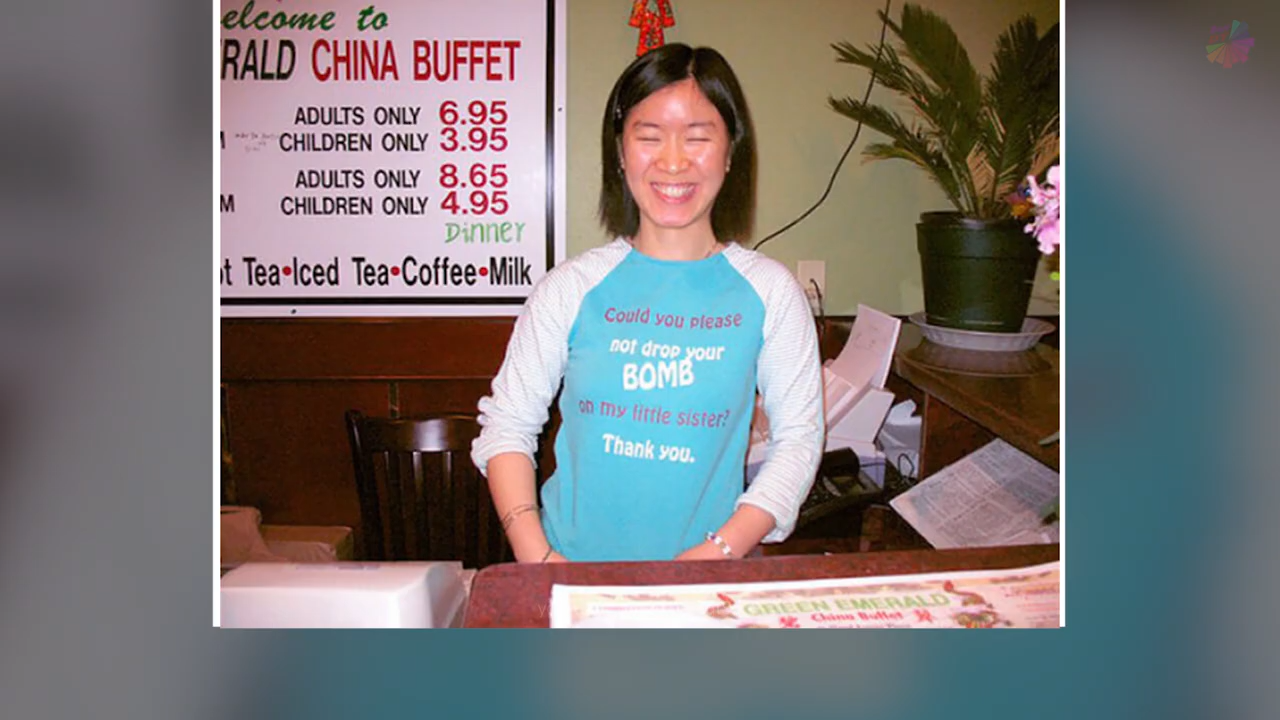 elcome to
RALD CHINA BUFFET
ADULTS ONLY 6.95
CHILDREN ONLY 3.95
ADULTS ONLY 8.65
M CHILDREN ONLY 4.95
Dinner
t Tea•Iced Tea•Coffee•Milk
Could you please
not drop your
BOMB
on my little sister?
Thank you.
GREEN EMERALD
China Buffet